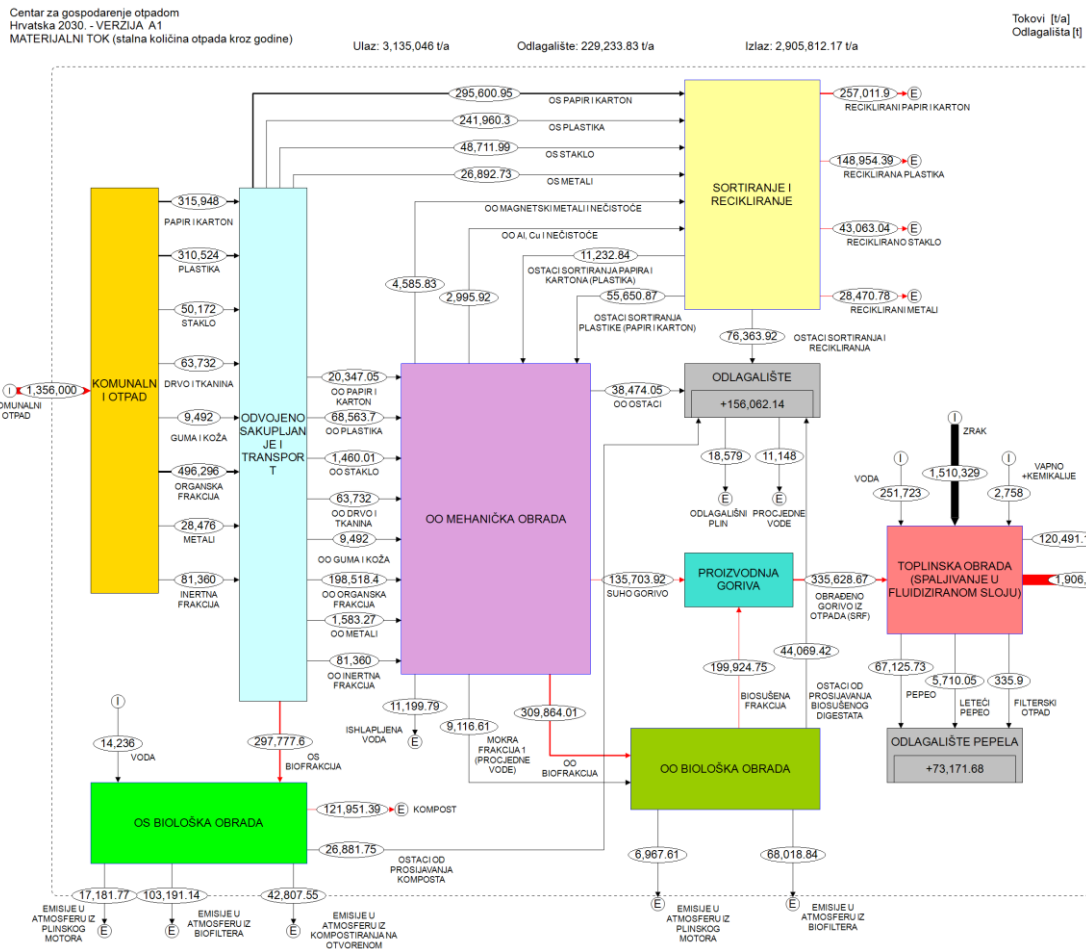 Centar za gospodarenje otpadom
Hrvatska 2030. - VERZIJA A1
MATERIJALNI TOK (stalna količina otpada kroz godine)
Ulaz: 3,135,046 t/a
Odlagalište: 229,233.83 t/a
Izlaz: 2,905,812.17 t/a
Tokovi [t/a]
Odlagališta [t]
295,600.95
OS PAPIR I KARTON
241,960.3
OS PLASTIKA
48,711.99
OS STAKLO
26,892.73
OS METALI
OO MAGNETSKI METALI I NEČISTOĆE
OO Al, Cu I NEČISTOĆE
4,585.83
2,995.92
11,232.84
OSTACI SORTIRANJA PAPIRA I
KARTONA (PLASTIKA)
55,650.87
OSTACI SORTIRANJA
PLASTIKE (PAPIR I KARTON)
SORTIRANJE I
RECIKLIRANJE
257,011.9
E
RECIKLIRANI PAPIR I KARTON
148,954.39
E
RECIKLIRANA PLASTIKA
43,063.04
E
RECIKLIRANO STAKLO
28,470.78
E
RECIKLIRANI METALI
76,363.92
OSTACI SORTIRANJA I
RECIKLIRANJA
I
1,356,000
OMUNALNI
OTPAD
KOMUNALN
I OTPAD
315,948
PAPIR I KARTON
310,524
PLASTIKA
50,172
STAKLO
63,732
DRVO I TKANINA
9,492
GUMA I KOŽA
496,296
ORGANSKA
FRAKCIJA
28,476
METALI
81,360
INERTNA
FRAKCIJA
ODVOJENO
SAKUPLJAN
JE I
TRANSPOR
T
20,347.05
OO PAPIR I
KARTON
68,563.7
OO PLASTIKA
1,460.01
OO STAKLO
63,732
OO DRVO I
TKANINA
9,492
OO GUMA I KOŽA
198,518.4
OO ORGANSKA
FRAKCIJA
1,583.27
OO METALI
81,360
OO INERTNA
FRAKCIJA
OO MEHANIČKA OBRADA
38,474.05
OO OSTACI
ODLAGALIŠTE
+156,062.14
18,579
E
ODLAGALIŠNI
PLIN
11,148
E
PROCJEDNE
VODE
135,703.92
SUHO GORIVO
PROIZVODNJA
GORIVA
335,628.67
OBRAĐENO
GORIVO IZ
OTPADA (SRF)
I
VODA
251,723
I
ZRAK
1,510,329
I
VAPNO
+KEMIKALIJE
2,758
TOPLINSKA OBRADA
(SPALJIVANJE U
FLUIDIZIRANOM SLOJU)
120,491.1
1,906,
67,125.73
PEPEO
5,710.05
LETEĆI
PEPEO
335.9
FILTERSKI
OTPAD
ODLAGALIŠTE PEPELA
+73,171.68
199,924.75
BIOSUŠENA
FRAKCIJA
44,069.42
OSTACI OD
PROSIJAVANJA
BIOSUŠENOG
DIGESTATA
11,199.79
ISHLAPLJENA
VODA
E
9,116.61
MOKRA
FRAKCIJA 1
(PROCJEDNE
VODE)
309,864.01
OO
BIOFRAKCIJA
OO BIOLOŠKA OBRADA
6,967.61
E
EMISIJE U
ATMOSFERU IZ
PLINSKOG
MOTORA
68,018.84
E
EMISIJE U
ATMOSFERU IZ
BIOFILTERA
I
14,236
VODA
297,777.6
OS
BIOFRAKCIJA
OS BIOLOŠKA OBRADA
121,951.39
E
KOMPOST
26,881.75
OSTACI OD
PROSIJAVANJA
KOMPOSTA
17,181.77
E
EMISIJE U
ATMOSFERU IZ
PLINSKOG
MOTORA
103,191.14
E
EMISIJE U
ATMOSFERU IZ
BIOFILTERA
42,807.55
E
EMISIJE U
ATMOSFERU IZ
KOMPOSTIRANJA NA
OTVORENOM